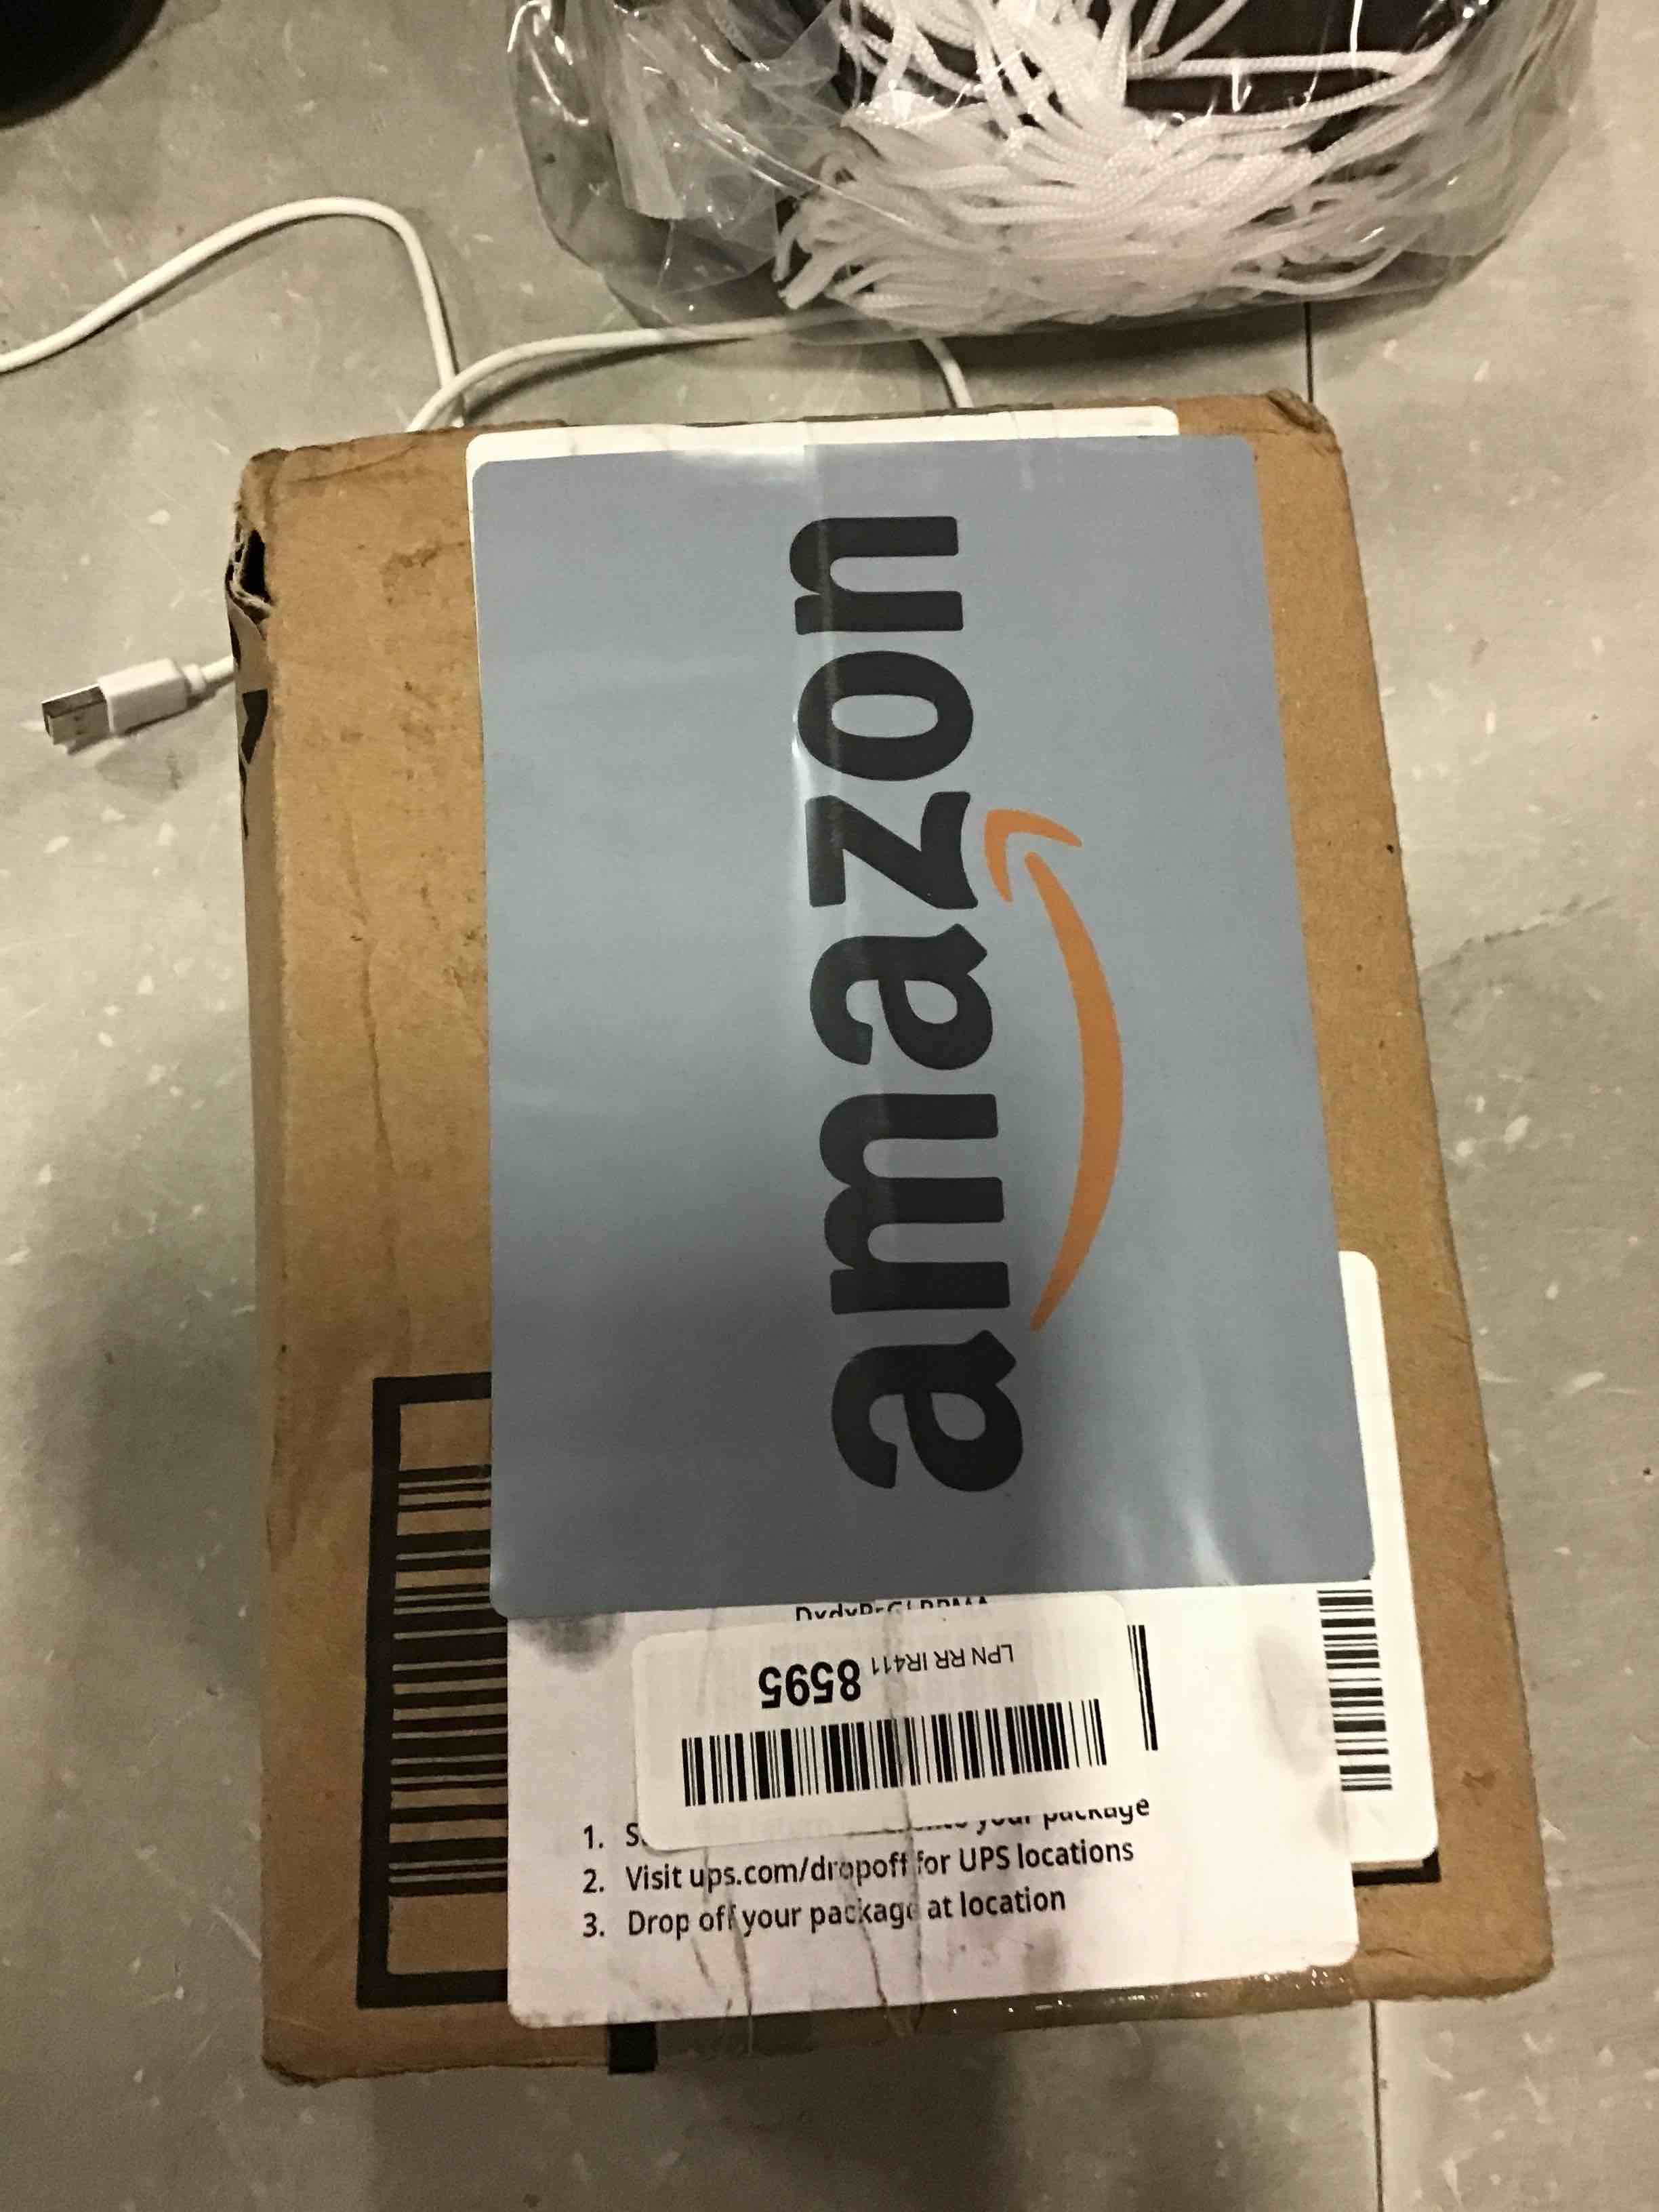 amazon
LPN RR IR411 8595
1.
your package
2. Visit ups.com/dropoff for UPS locations
3. Drop off your package at location